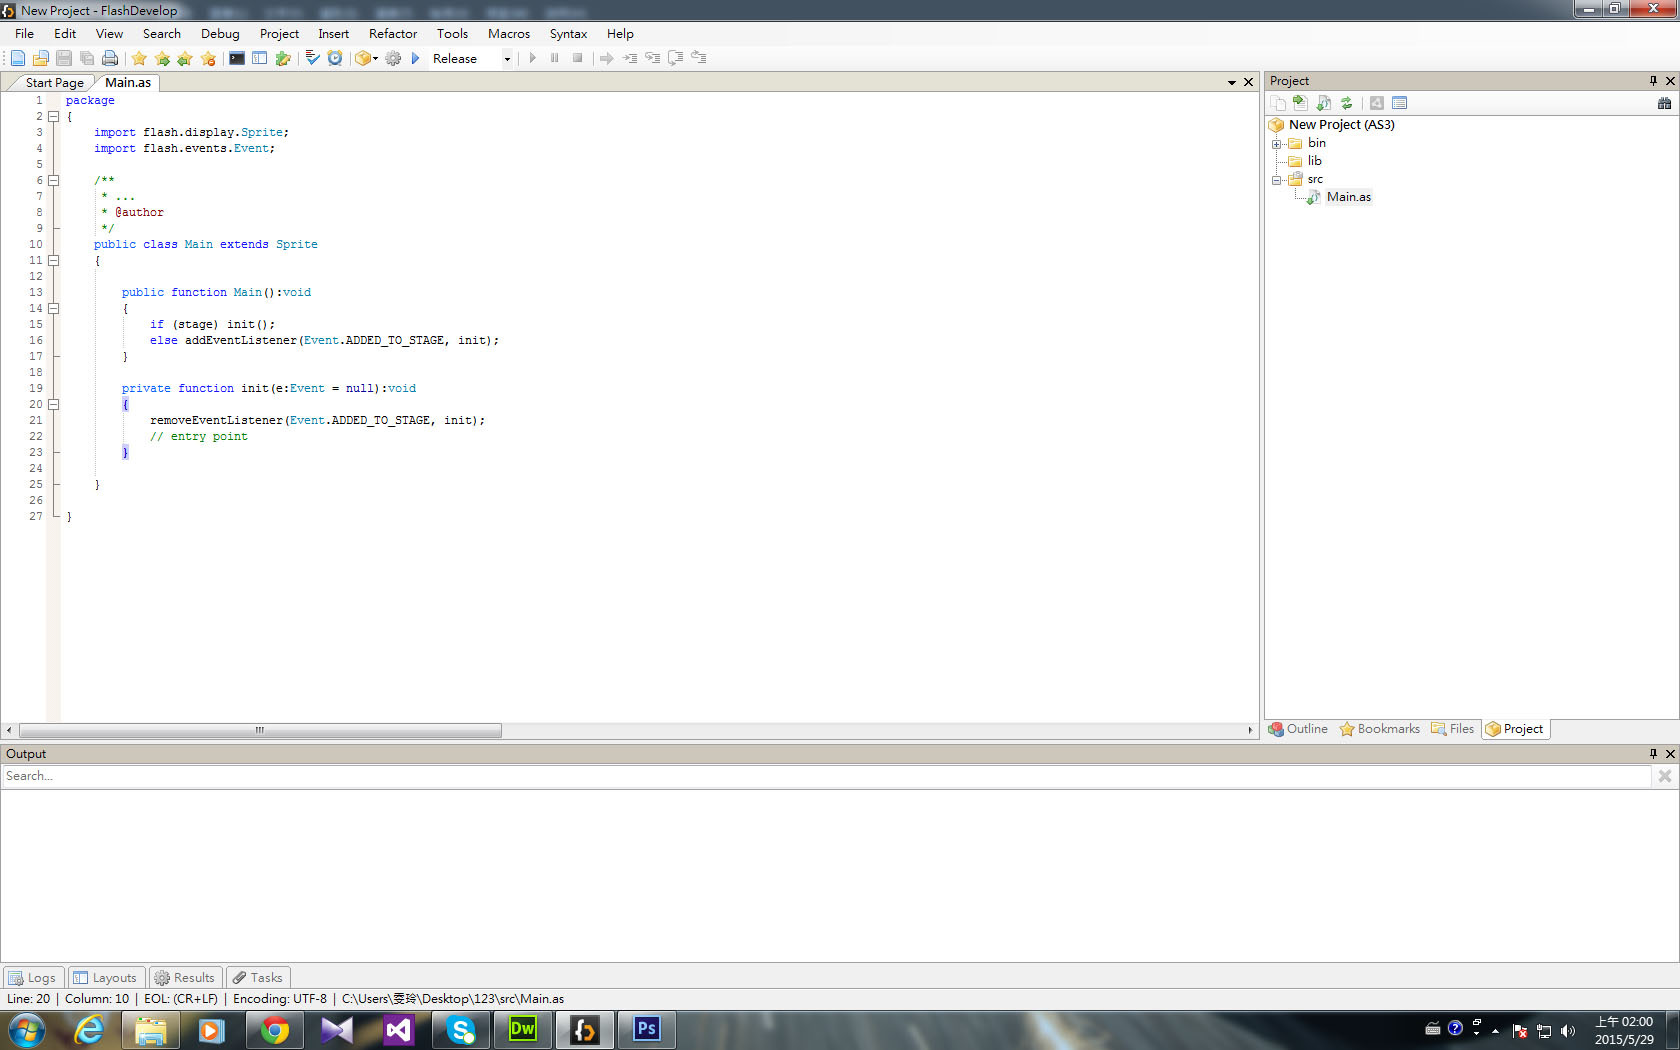 New Project - FlashDevelop
File Edit View Search Debug Project Insert Refactor Tools Macros Syntax Help
Release
Start Page Main.as
1 package
2 {
3 import flash.display.Sprite;
4 import flash.events.Event;
5
6 /**
7 * ...
8 * @author
9 */
10 public class Main extends Sprite
11 {
12
13 public function Main():void
14 {
15 if (stage) init();
16 else addEventListener(Event.ADDED_TO_STAGE, init);
17 }
18
19 private function init(e:Event = null):void
20 {
21 removeEventListener(Event.ADDED_TO_STAGE, init);
22 // entry point
23 }
24
25 }
26
27 }
Project
New Project (AS3)
bin
lib
src
Main.as
Outline Bookmarks Files Project
Output
Search...
Logs Layouts Results Tasks
Line: 20 | Column: 10 | EOL: (CR+LF) | Encoding: UTF-8 | C:\Users\雯玲\Desktop\123\src\Main.as
Dw
Ps
上午 02:00
2015/5/29